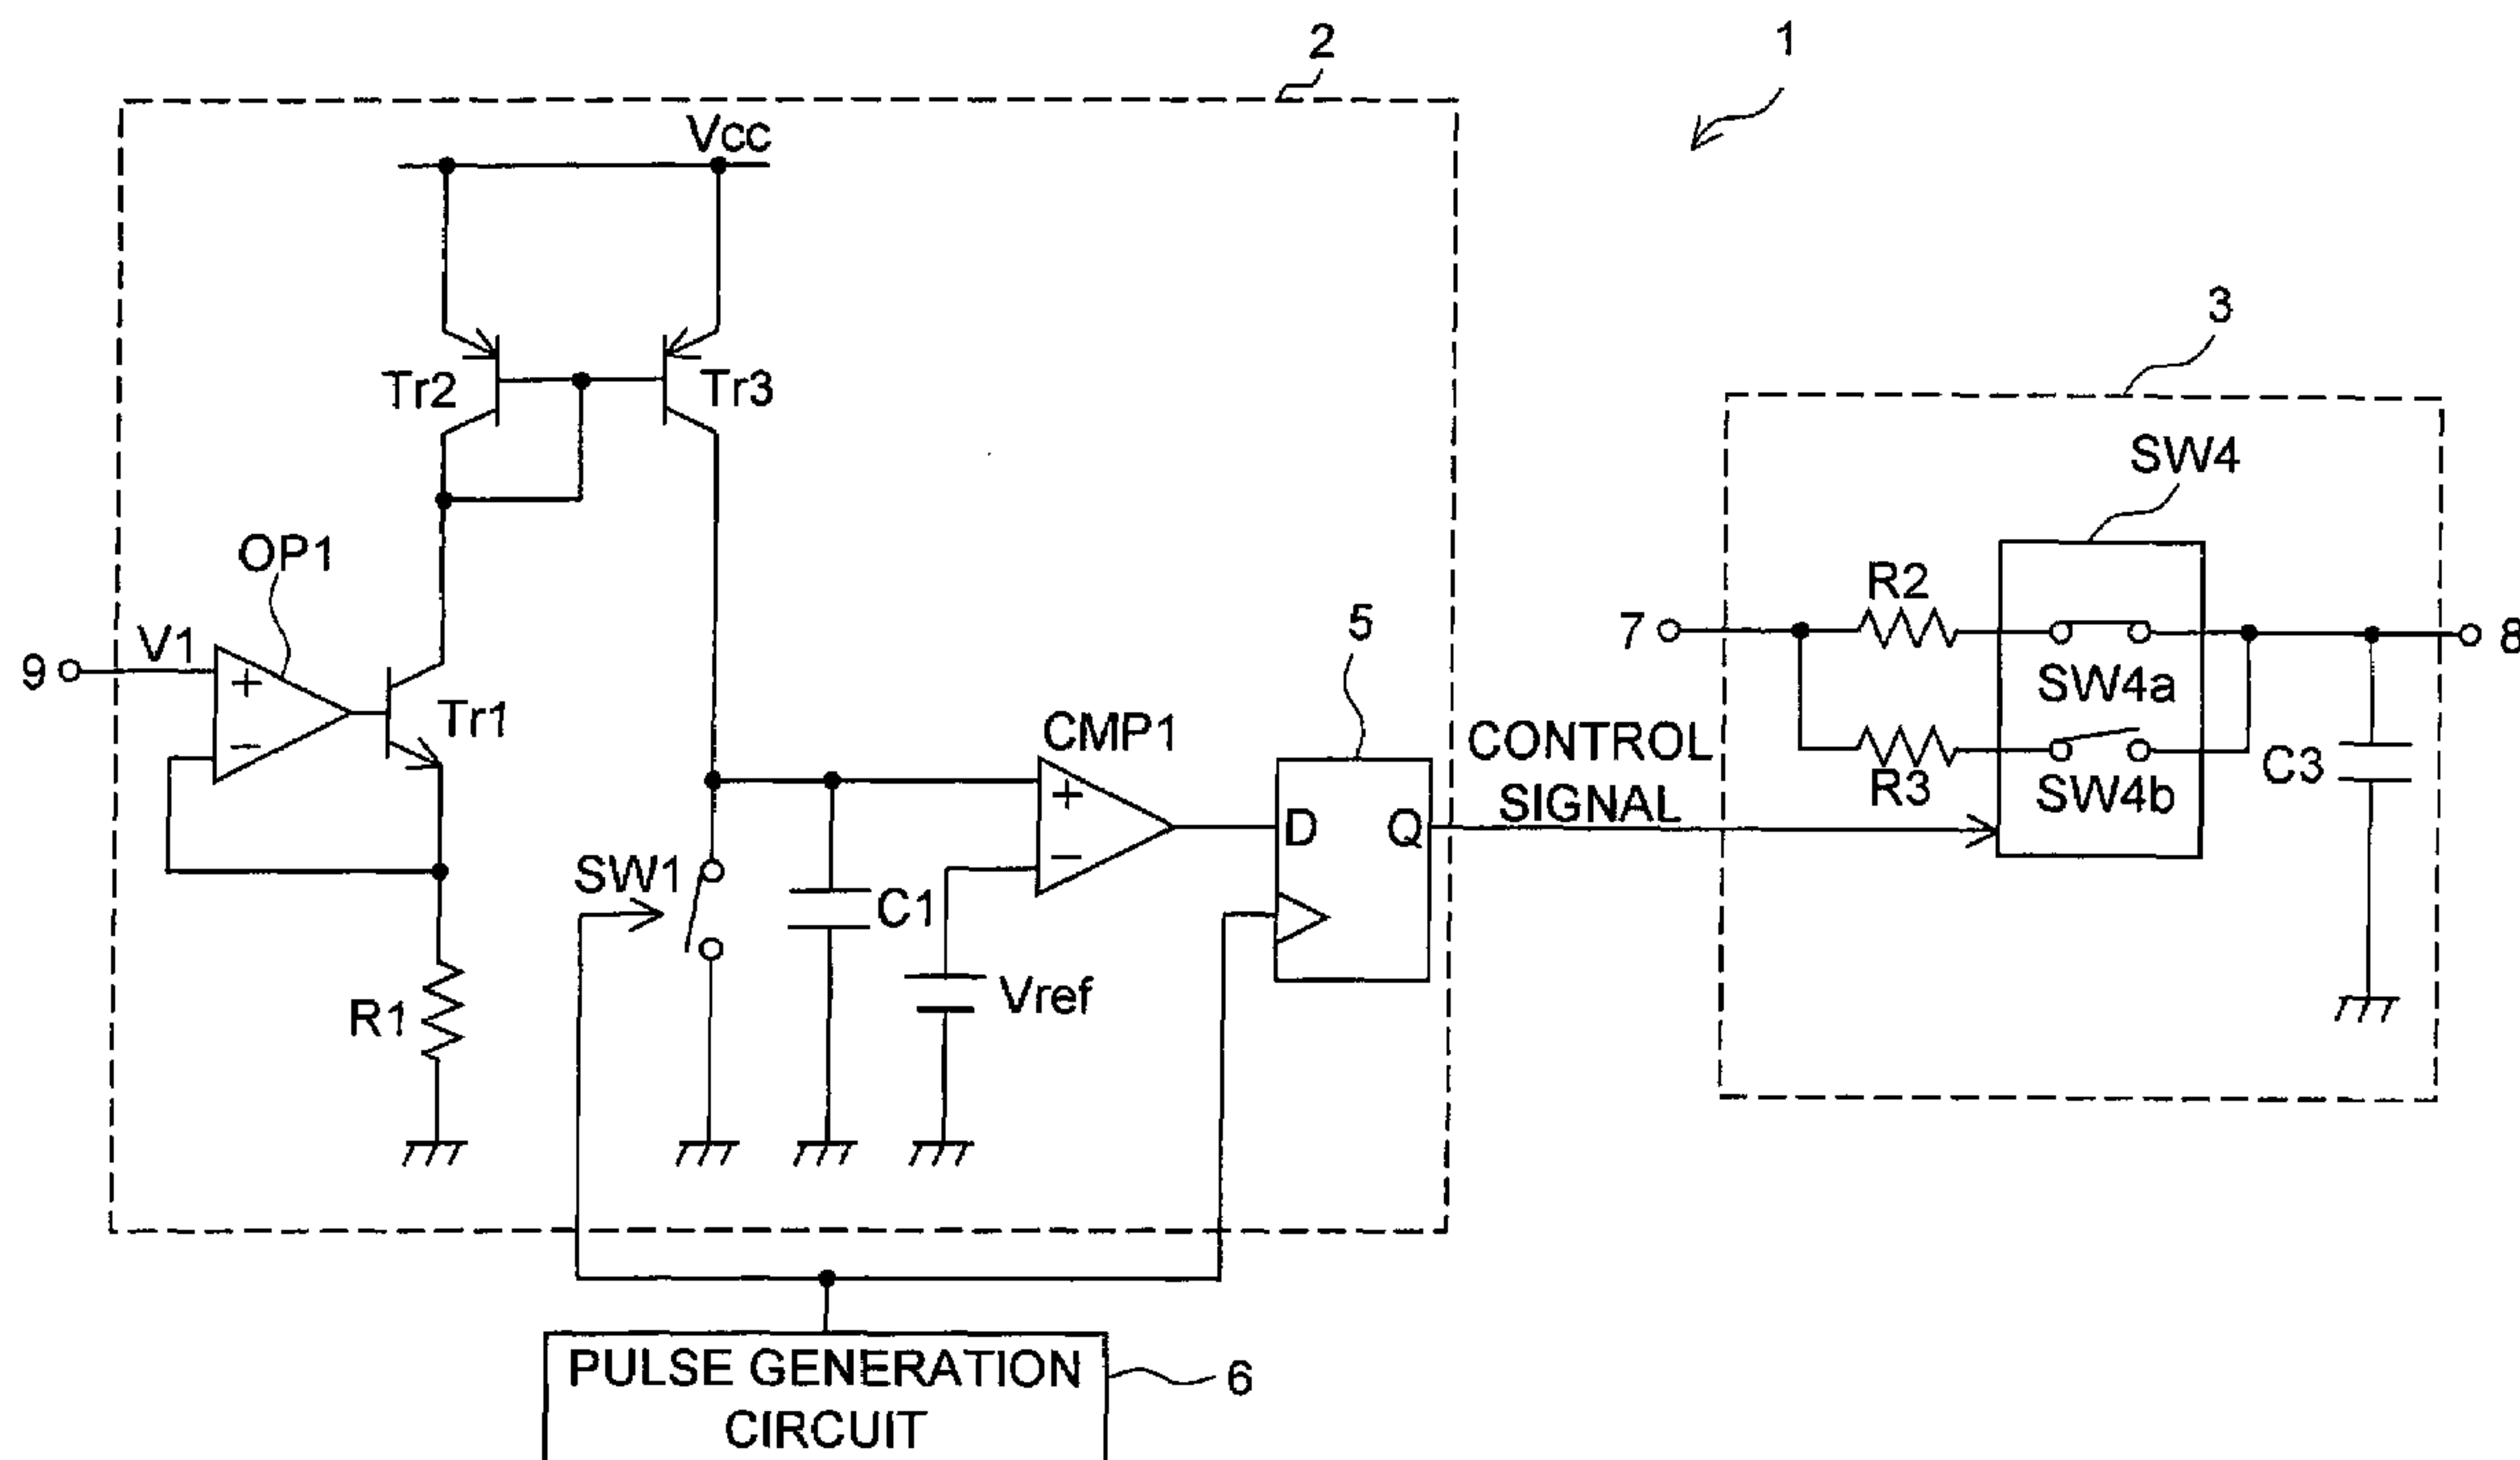 2
1
Vcc
3
Tr2
Tr3
SW4
OP1
R2
5
7
8
V1
9
+
−
Tr1
SW4a
CMP1
CONTROL
SIGNAL
C3
R3
SW4b
+
−
D
Q
SW1
C1
Vref
R1
PULSE GENERATION
CIRCUIT
6